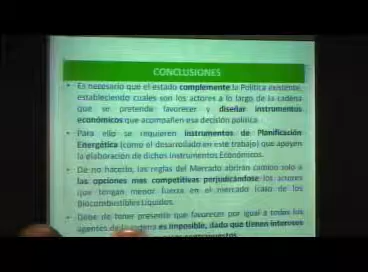 CONCLUSIONES
• Es necesario que el estado complemente la Política existente,
estableciendo cuales son los actores a lo largo de la cadena
que se pretende favorecer y diseñar instrumentos
económicos que acompañen esa decisión política.
• Para ello se requieren instrumentos de Planificación
Energética (como el desarrollado en este trabajo) que apoyen
la elaboración de dichos Instrumentos Económicos.
• De no hacerlo, las reglas del Mercado abrirán camino solo a
las opciones mas competitivas perjudicándose los actores
que tengan menor fuerza en el mercado (caso de los
Biocombustibles Líquidos.
• Debe de tener presente que favorecer por igual a todos los
agentes de la cadena es imposible, dado que tienen intereses